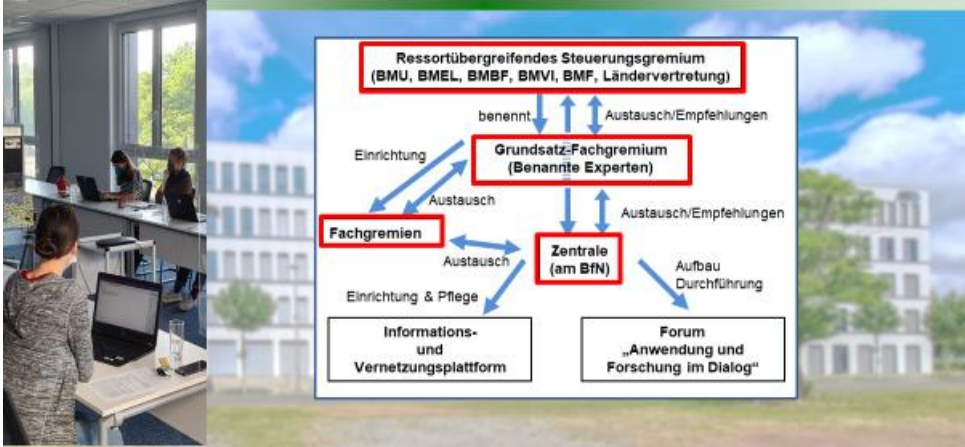 Ressortübergreifendes Steuerungsgremium
(BMU, BMEL, BMBF, BMVI, BMF, Ländervertretung)
benennt
Austausch/Empfehlungen
Einrichtung
Grundsatz-Fachgremium
(Benannte Experten)
Austausch
Austausch/Empfehlungen
Fachgremien
Zentrale
(am BfN)
Austausch
Aufbau
Durchführung
Einrichtung & Pflege
Informations-
und
Vernetzungsplattform
Forum
„Anwendung und
Forschung im Dialog“